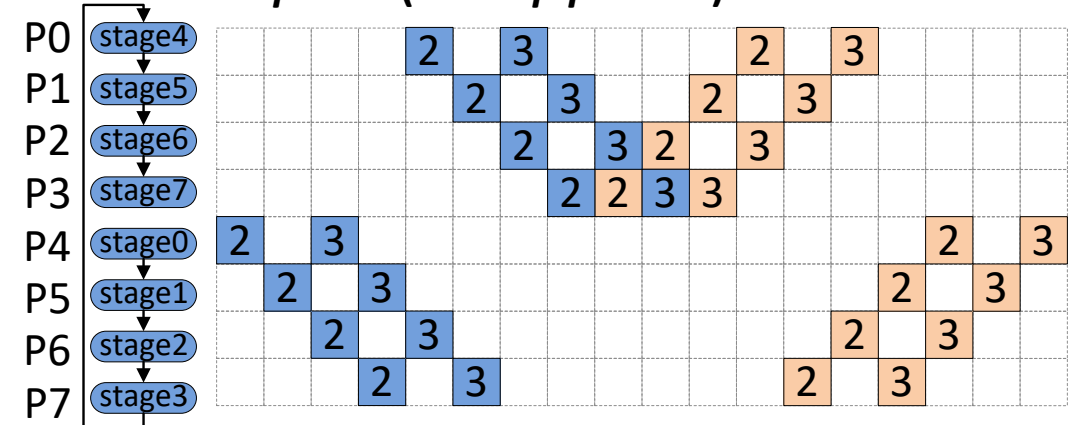 P0 stage4 2 3 2 3
P1 stage5 2 3 2 3
P2 stage6 2 3 2 3
P3 stage7 2 2 3 3
P4 stage0 2 3 2 3
P5 stage1 2 3 2 3
P6 stage2 2 3 2 3
P7 stage3 2 3 2 3